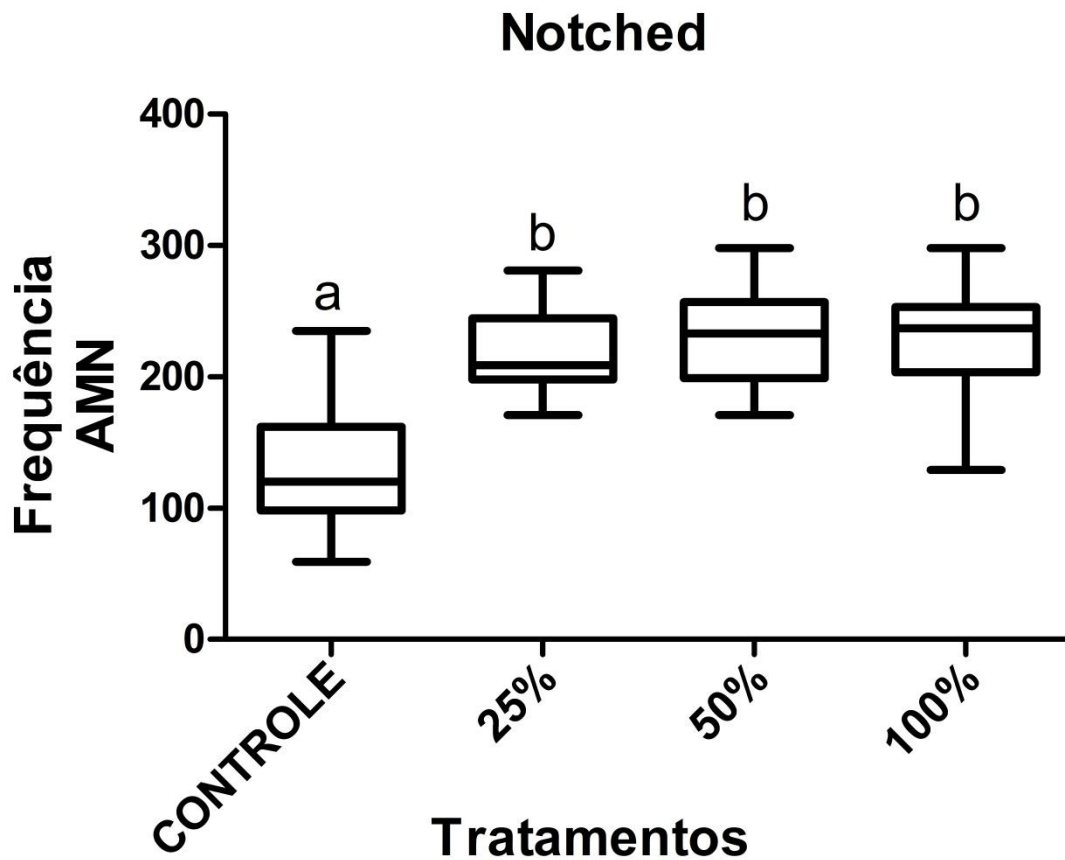 Notched
Frequência
AMN
400
300
200
100
0
a
b
b
b
CONTROLE
25%
50%
100%
Tratamentos